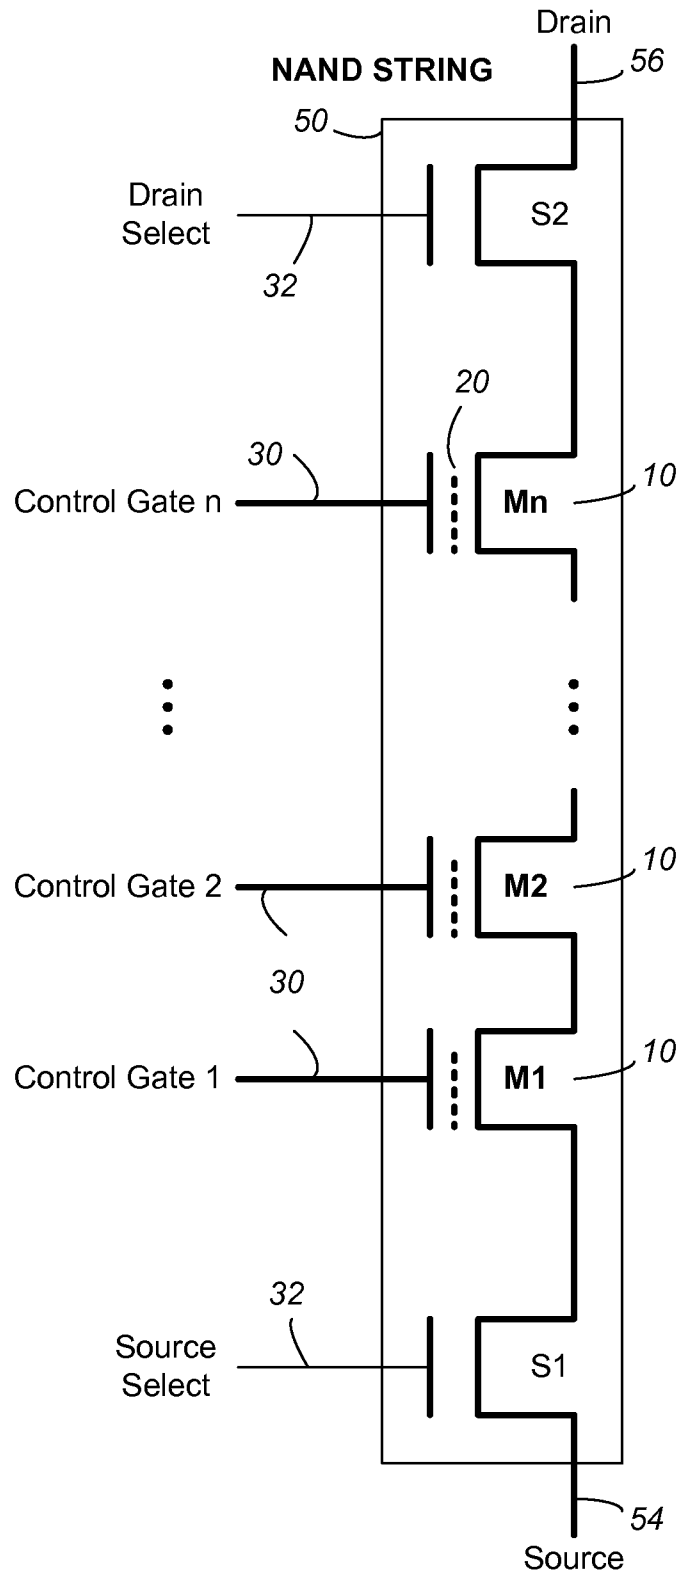 Drain
56
NAND STRING
50
Drain
Select
S2
32
20
30
Control Gate n
Mn
10
Control Gate 2
M2
10
30
Control Gate 1
M1
10
32
Source
Select
S1
54
Source